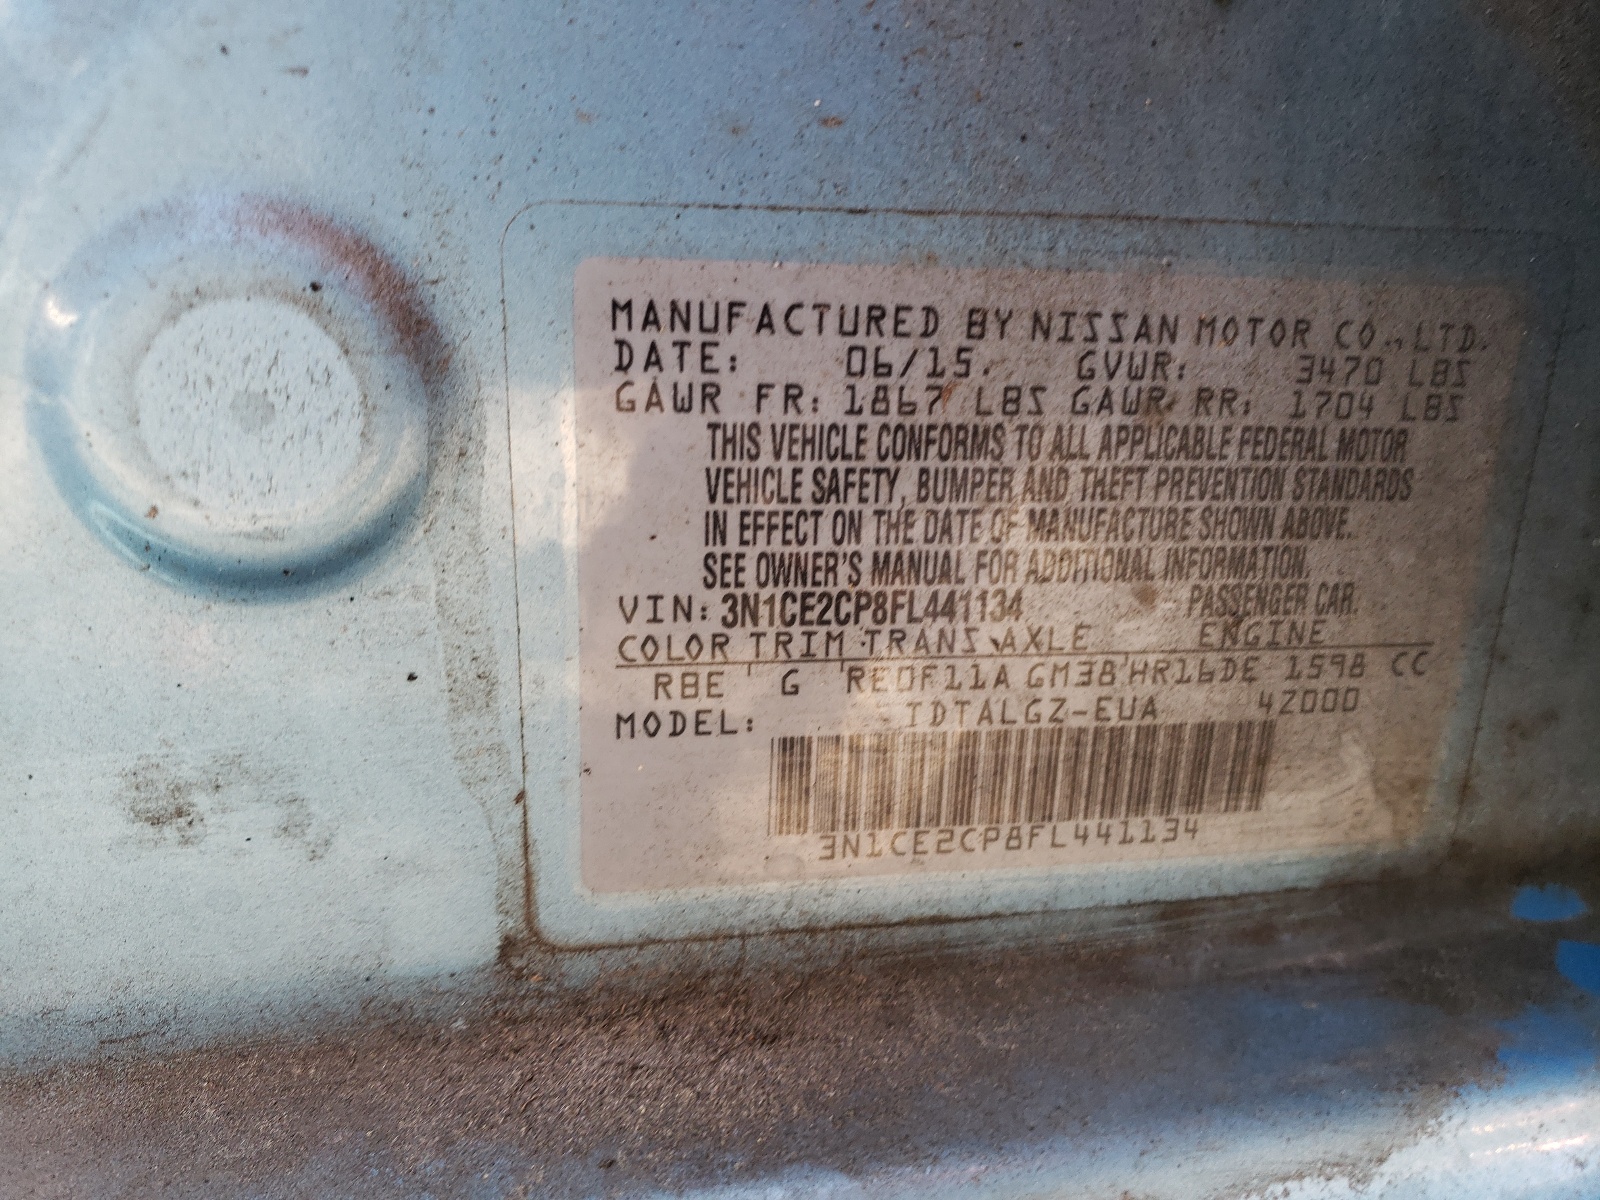 MANUFACTURED BY NISSAN MOTOR CO., LTD.
DATE: 06/15. GVWR: 3470 LBS
GAWR FR: 1867 LBS GAWR RR: 1704 LBS
THIS VEHICLE CONFORMS TO ALL APPLICABLE FEDERAL MOTOR
VEHICLE SAFETY, BUMPER AND THEFT PREVENTION STANDARDS
IN EFFECT ON THE DATE OF MANUFACTURE SHOWN ABOVE.
SEE OWNER'S MANUAL FOR ADDITIONAL INFORMATION.
VIN: 3N1CE2CP8FL441134 PASSENGER CAR.
COLOR TRIM TRANS AXLE ENGINE
RBE G RE0F11A GM38 HR16DE 1598 CC
MODEL: TDTALGZ-EUA 42000
3N1CE2CP8FL441134